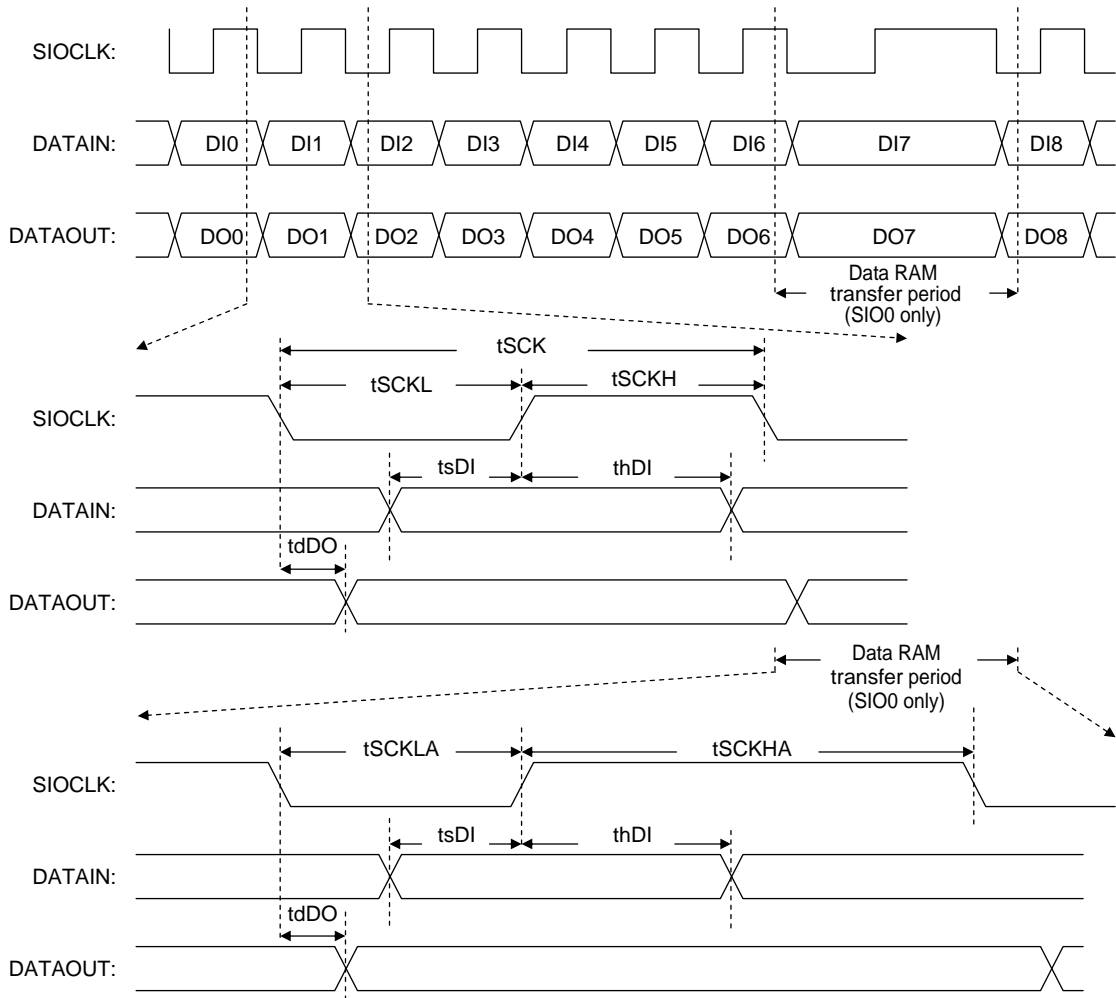 SIOCLK:
DATAIN: DI0 DI1 DI2 DI3 DI4 DI5 DI6 DI7 DI8
DATAOUT: DO0 DO1 DO2 DO3 DO4 DO5 DO6 DO7 DO8
Data RAM
transfer period
(SIO0 only)
tSCK
tSCKL tSCKH
SIOCLK:
tsDI thDI
DATAIN:
tdDO
DATAOUT:
Data RAM
transfer period
(SIO0 only)
tSCKLA tSCKHA
SIOCLK:
tsDI thDI
DATAIN:
tdDO
DATAOUT: